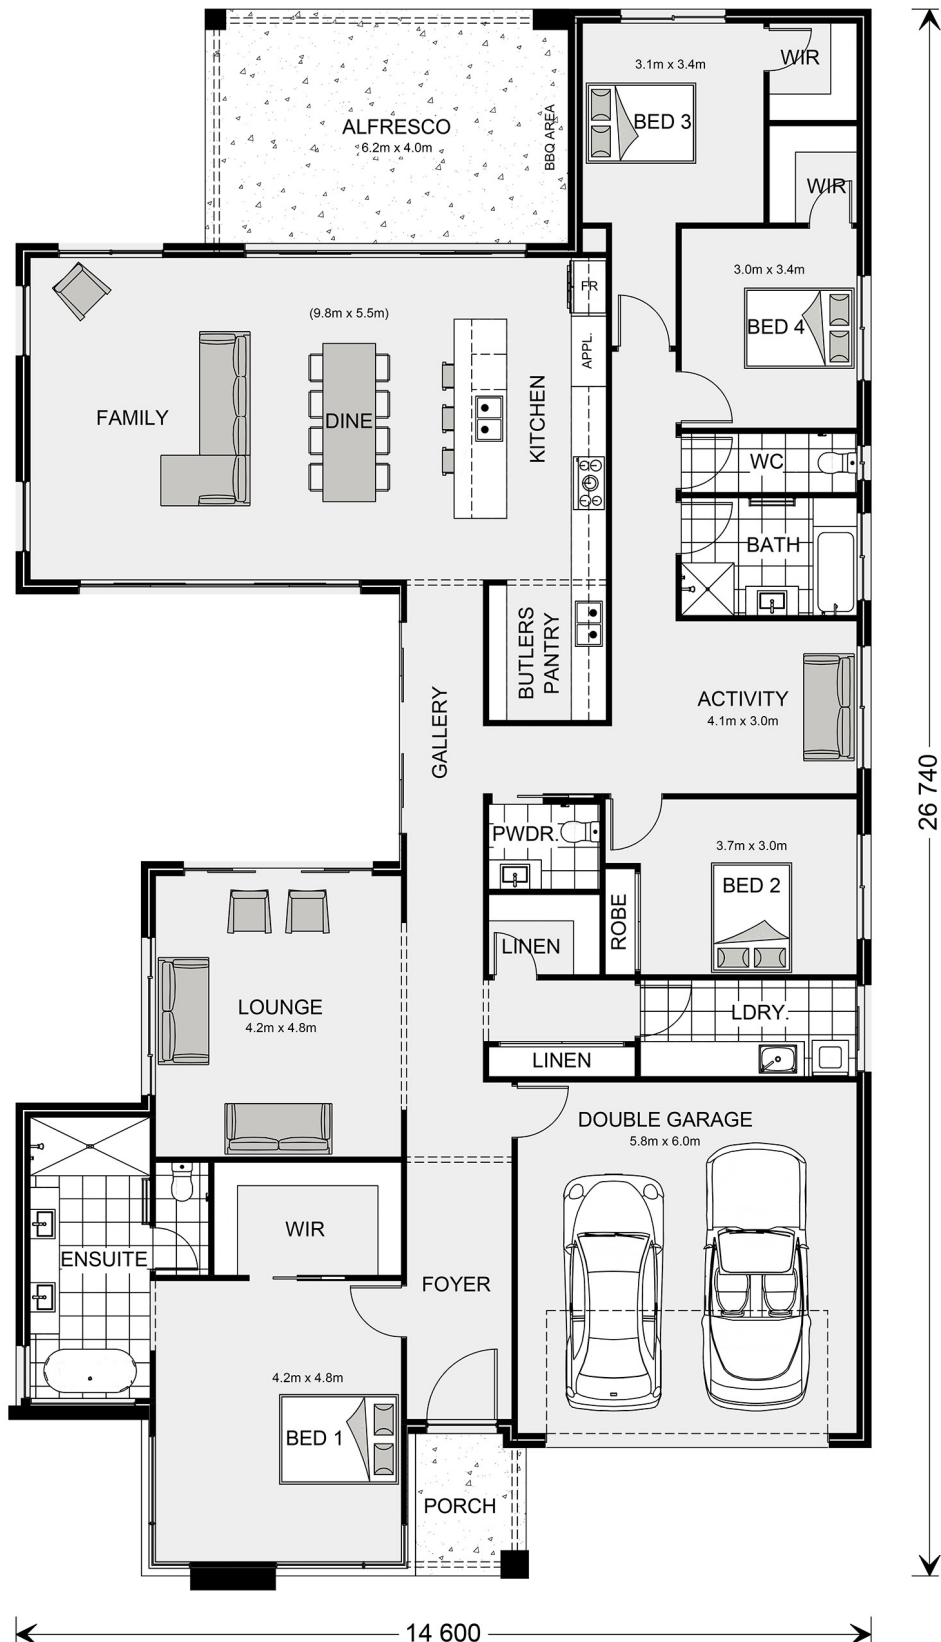 WIR
3.1m x 3.4m
BED 3
ALFRESCO
6.2m x 4.0m
BBQ AREA
WIR
3.0m x 3.4m
BED 4
FR
(9.8m x 5.5m)
APPL.
KITCHEN
FAMILY
DINE
WC
BATH
BUTLERS
PANTRY
GALLERY
ACTIVITY
4.1m x 3.0m
26 740
PWDR.
3.7m x 3.0m
BED 2
ROBE
LINEN
LOUNGE
4.2m x 4.8m
LDRY.
LINEN
DOUBLE GARAGE
5.8m x 6.0m
WIR
ENSUITE
FOYER
4.2m x 4.8m
BED 1
PORCH
14 600